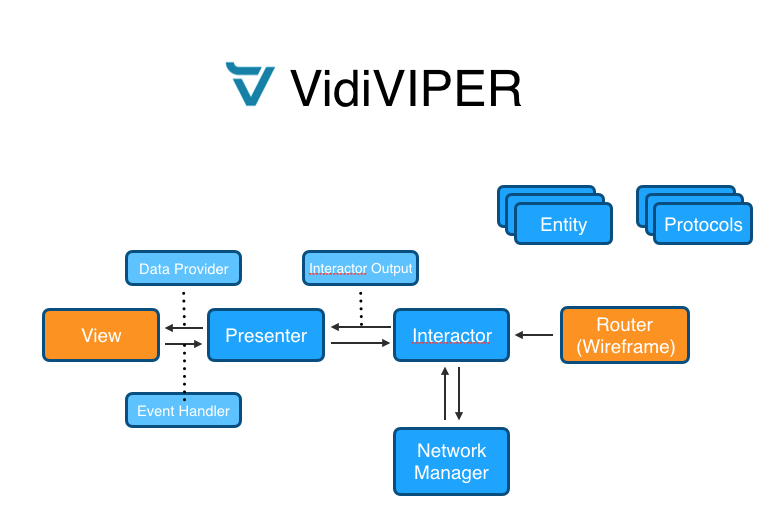 VidiVIPER
Entity
Protocols
Data Provider
Interactor Output
View
Presenter
Interactor
Router
(Wireframe)
Event Handler
Network
Manager